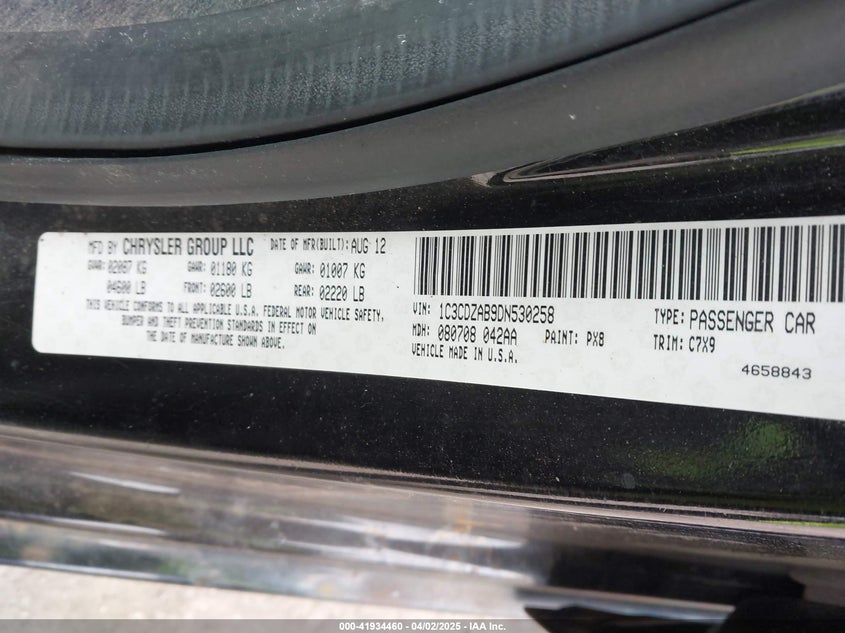 MFD BY CHRYSLER GROUP LLC DATE OF MFR(BUILT): AUG 12
GVWR: 02087 KG GAWR: 01180 KG GAWR: 01007 KG
04600 LB FRONT: 02600 LB REAR: 02220 LB
THIS VEHICLE CONFORMS TO ALL APPLICABLE U.S.A. FEDERAL MOTOR VEHICLE SAFETY,
BUMPER AND THEFT PREVENTION STANDARDS IN EFFECT ON
THE DATE OF MANUFACTURE SHOWN ABOVE.
VIN: 1C3CDZAB9DN530258 TYPE: PASSENGER CAR
MDH: 080708 042AA PAINT: PX8 TRIM: C7X9
VEHICLE MADE IN U.S.A.
4658843
000-41934460 - 04/02/2025 - IAA Inc.